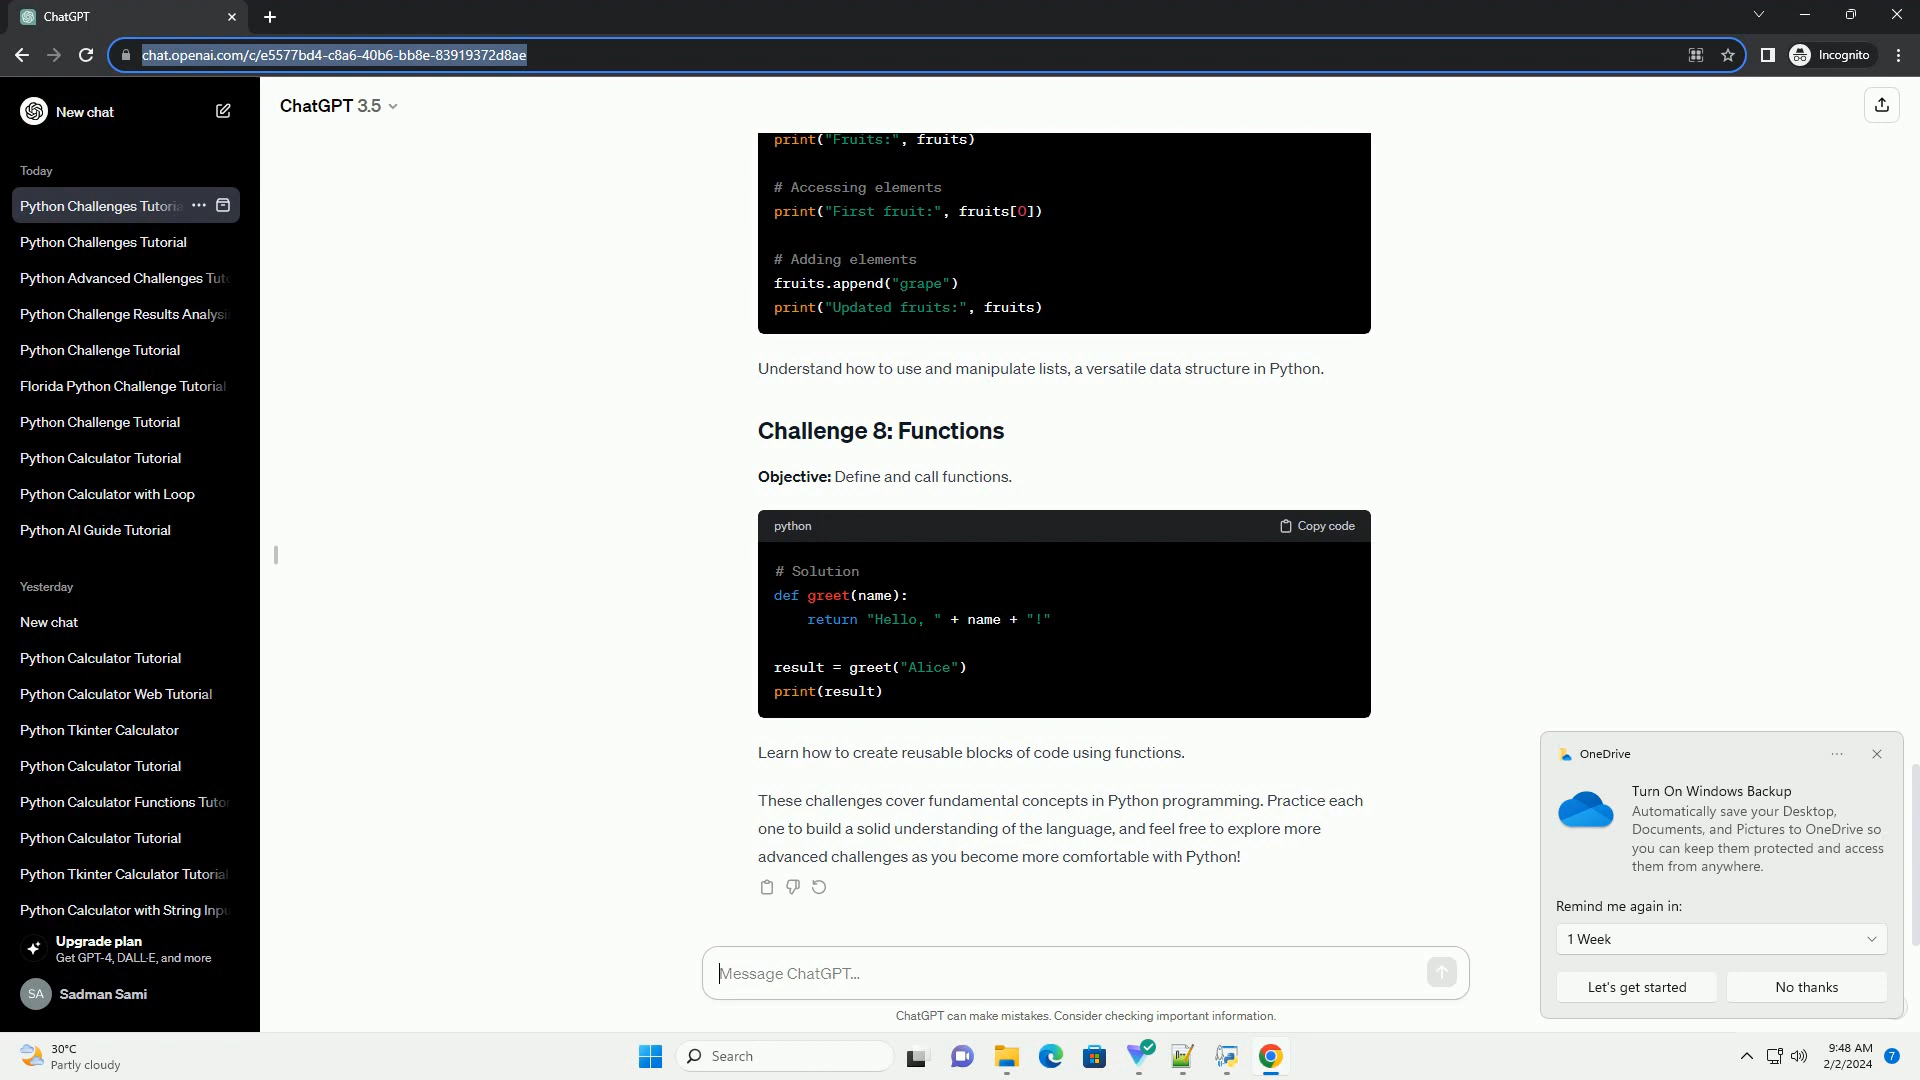 ChatGPT
chat.openai.com/c/e5577bd4-c8a6-40b6-bb8e-83919372d8ae
Incognito
New chat
Today
Python Challenges Tutoria
Python Challenges Tutorial
Python Advanced Challenges Tuto
Python Challenge Results Analysi
Python Challenge Tutorial
Florida Python Challenge Tutorial
Python Challenge Tutorial
Python Calculator Tutorial
Python Calculator with Loop
Python AI Guide Tutorial
Yesterday
New chat
Python Calculator Tutorial
Python Calculator Web Tutorial
Python Tkinter Calculator
Python Calculator Tutorial
Python Calculator Functions Tutor
Python Calculator Tutorial
Python Tkinter Calculator Tutorial
Python Calculator with String Inpu
Upgrade plan
Get GPT-4, DALL·E, and more
SA Sadman Sami
ChatGPT 3.5
print("Fruits:", fruits)
# Accessing elements
print("First fruit:", fruits[0])
# Adding elements
fruits.append("grape")
print("Updated fruits:", fruits)
Understand how to use and manipulate lists, a versatile data structure in Python.
Challenge 8: Functions
Objective: Define and call functions.
python Copy code
# Solution
def greet(name):
return "Hello, " + name + "!"
result = greet("Alice")
print(result)
Learn how to create reusable blocks of code using functions.
These challenges cover fundamental concepts in Python programming. Practice each
one to build a solid understanding of the language, and feel free to explore more
advanced challenges as you become more comfortable with Python!
Message ChatGPT...
ChatGPT can make mistakes. Consider checking important information.
OneDrive
Turn On Windows Backup
Automatically save your Desktop,
Documents, and Pictures to OneDrive so
you can keep them protected and access
them from anywhere.
Remind me again in:
1 Week
Let's get started No thanks
30°C
Partly cloudy
Search
9:48 AM
2/2/2024
7